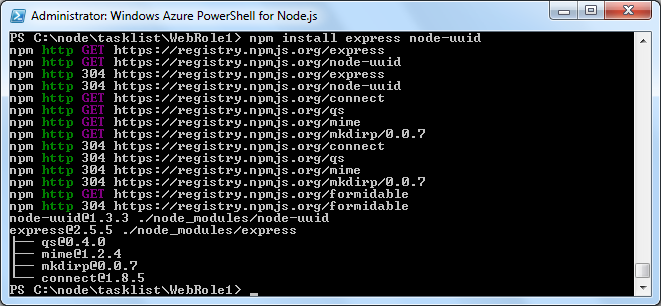 Administrator: Windows Azure PowerShell for Node.js
PS C:\node\tasklist\WebRole1> npm install express node-uuid
npm http GET https://registry.npmjs.org/express
npm http GET https://registry.npmjs.org/node-uuid
npm http 304 https://registry.npmjs.org/express
npm http 304 https://registry.npmjs.org/node-uuid
npm http GET https://registry.npmjs.org/connect
npm http GET https://registry.npmjs.org/qs
npm http GET https://registry.npmjs.org/mime
npm http GET https://registry.npmjs.org/mkdirp/0.0.7
npm http 304 https://registry.npmjs.org/connect
npm http 304 https://registry.npmjs.org/qs
npm http 304 https://registry.npmjs.org/mime
npm http 304 https://registry.npmjs.org/mkdirp/0.0.7
npm http GET https://registry.npmjs.org/formidable
npm http 304 https://registry.npmjs.org/formidable
node-uuid@1.3.3 ./node_modules/node-uuid
express@2.5.5 ./node_modules/express
├── qs@0.4.0
├── mime@1.2.4
├── mkdirp@0.0.7
└── connect@1.8.5
PS C:\node\tasklist\WebRole1> _